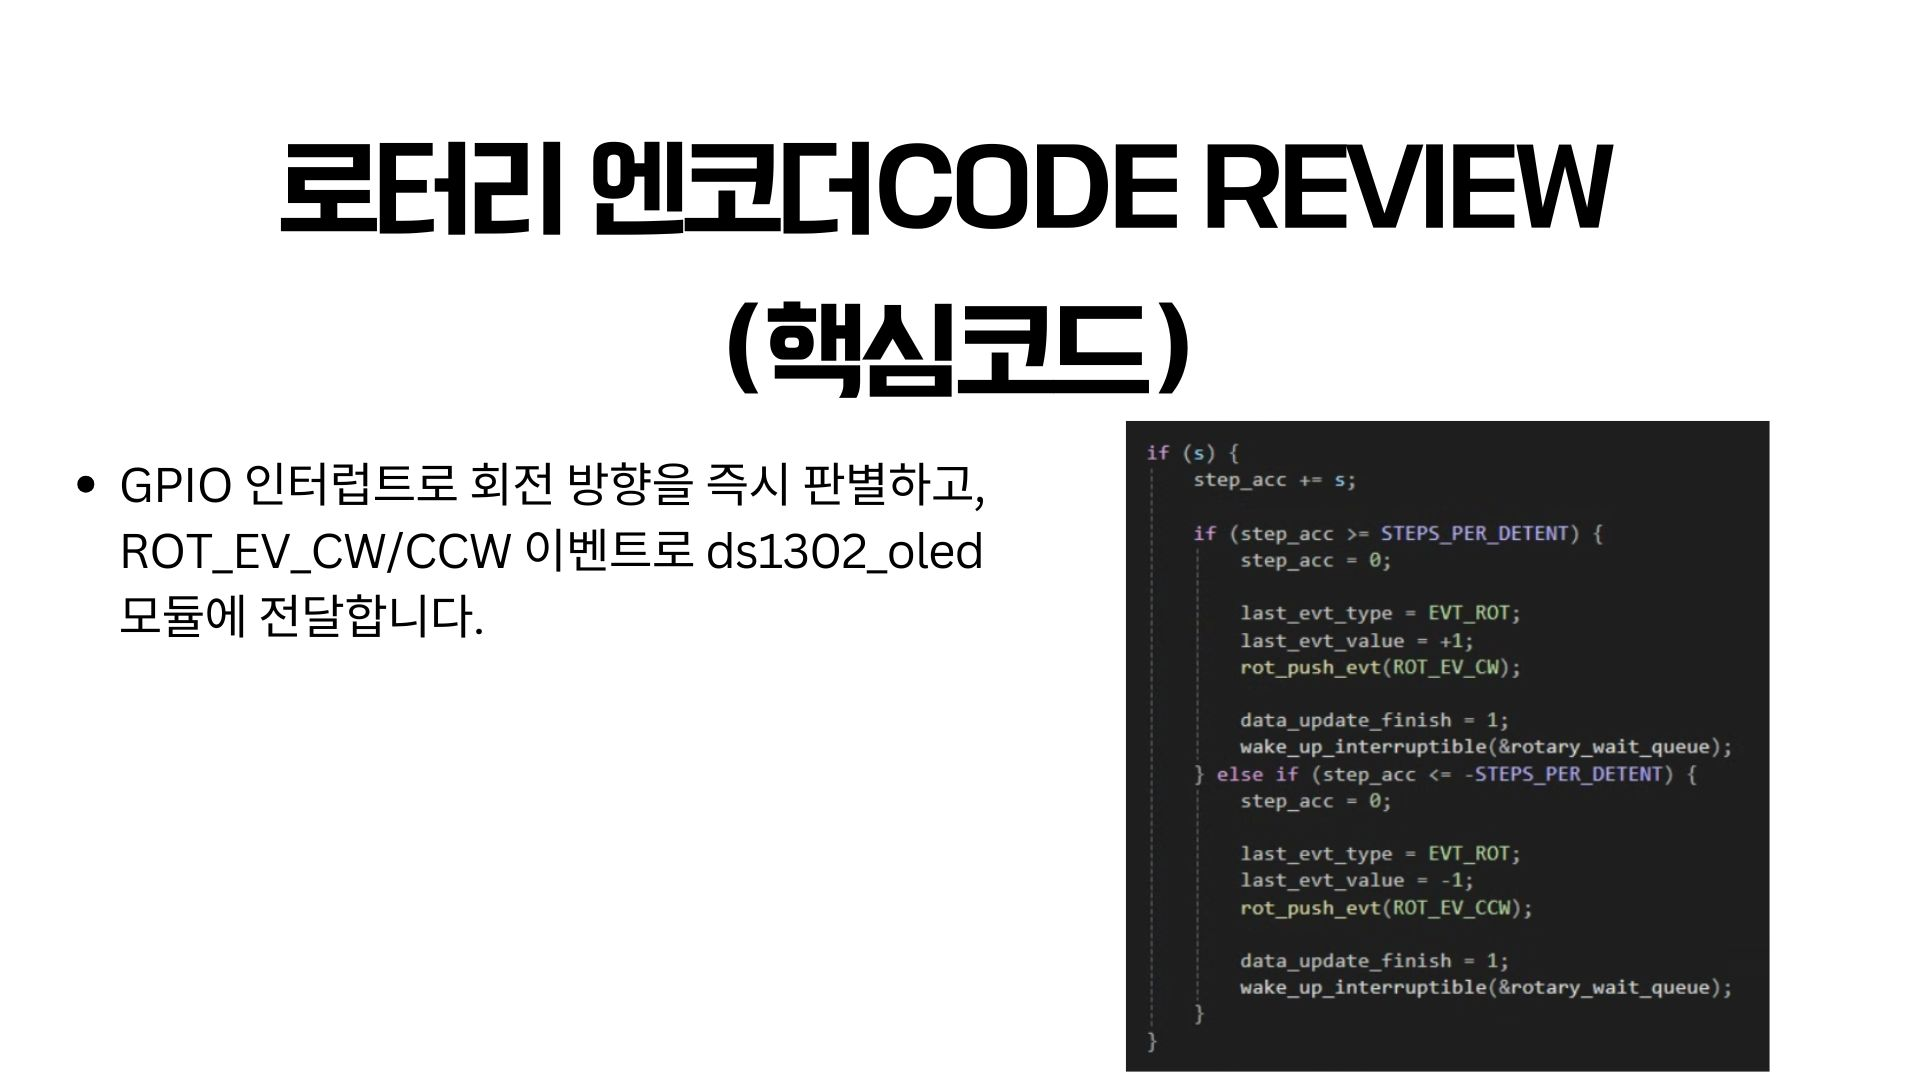 로터리 엔코더CODE REVIEW
(핵심코드)
• GPIO 인터럽트로 회전 방향을 즉시 판별하고,
ROT_EV_CW/CCW 이벤트로 ds1302_oled
모듈에 전달합니다.
if (s) {
    step_acc += s;
    if (step_acc >= STEPS_PER_DETENT) {
        step_acc = 0;
        last_evt_type = EVT_ROT;
        last_evt_value = +1;
        rot_push_evt(ROT_EV_CW);
        data_update_finish = 1;
        wake_up_interruptible(&rotary_wait_queue);
    } else if (step_acc <= -STEPS_PER_DETENT) {
        step_acc = 0;
        last_evt_type = EVT_ROT;
        last_evt_value = -1;
        rot_push_evt(ROT_EV_CCW);
        data_update_finish = 1;
        wake_up_interruptible(&rotary_wait_queue);
    }
}